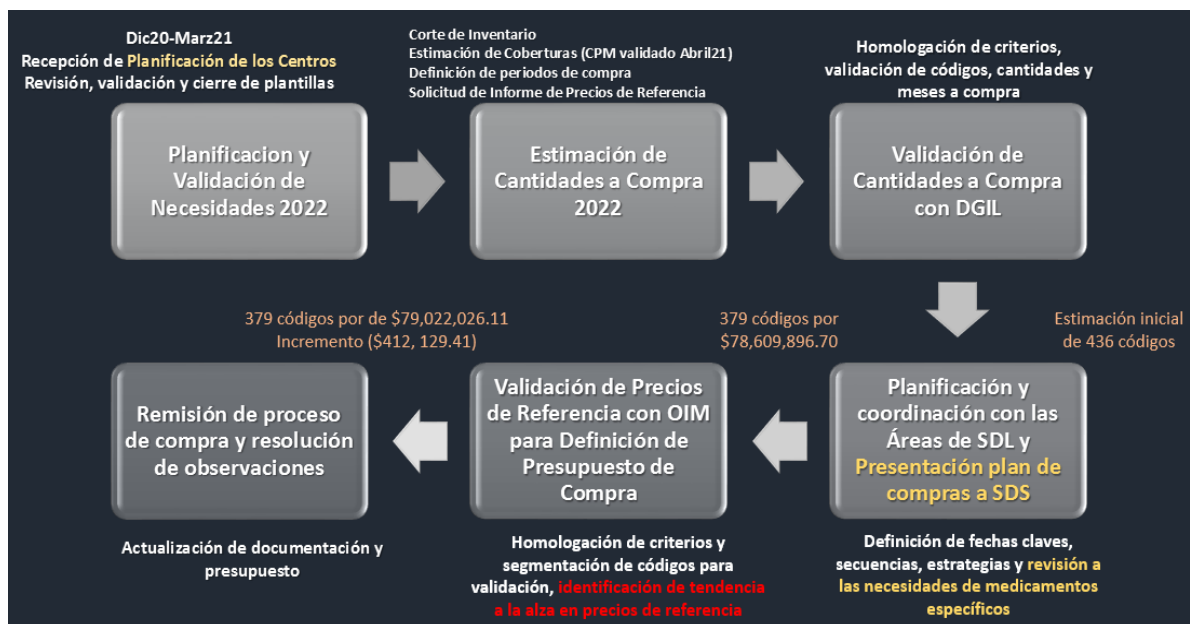 Dic20-Marz21
Recepción de Planificación de los Centros
Revisión, validación y cierre de plantillas
Planificacion y
Validación de
Necesidades 2022
Corte de Inventario
Estimación de Coberturas (CPM validado Abril21)
Definición de periodos de compra
Solicitud de Informe de Precios de Referencia
Estimación de
Cantidades a Compra
2022
Homologación de criterios,
validación de códigos, cantidades y
meses a compra
Validación de
Cantidades a Compra
con DGIL
Estimación inicial
de 436 códigos
Planificación y
coordinación con las
Áreas de SDL y
Presentación plan de
compras a SDS
Definición de fechas claves,
secuencias, estrategias y revisión a
las necesidades de medicamentos
específicos
379 códigos por
$78,609,896.70
Validación de Precios
de Referencia con OIM
para Definición de
Presupuesto de
Compra
Homologación de criterios y
segmentación de códigos para
validación, identificación de tendencia
a la alza en precios de referencia
379 códigos por de $79,022,026.11
Incremento ($412, 129.41)
Remisión de proceso
de compra y resolución
de observaciones
Actualización de documentación y
presupuesto